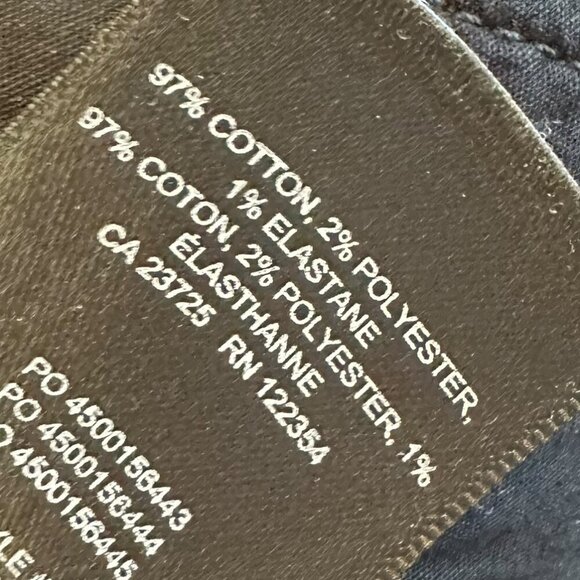 97% COTTON, 2% POLYESTER,
1% ELASTANE
97% COTON, 2% POLYESTER, 1%
ÉLASTHANNE
CA 23725 RN 122354
PO 4500156443
PO 4500156444
PO 4500156445